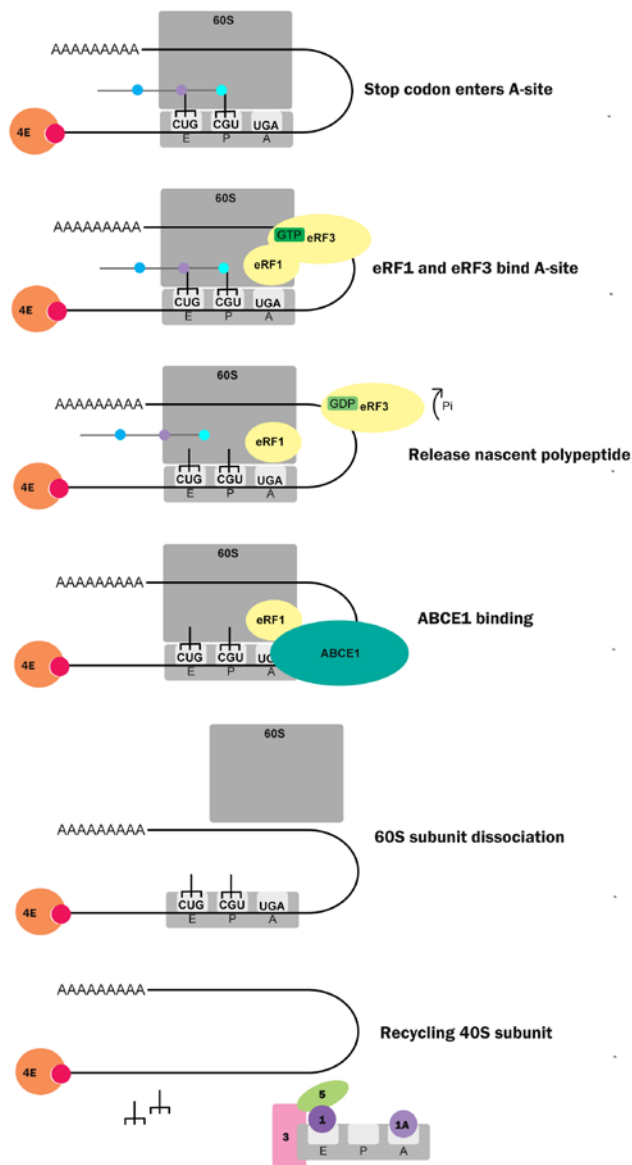 60S
AAAAAAAAA
Stop codon enters A-site
4E
CUG CGU UGA
E P A
60S
AAAAAAAAA
GTP eRF3
eRF1
eRF1 and eRF3 bind A-site
4E
CUG CGU UGA
E P A
60S
AAAAAAAAA
GDP eRF3
Pi
eRF1
Release nascent polypeptide
4E
CUG CGU UGA
E P A
60S
AAAAAAAAA
eRF1
ABCE1 binding
4E
CUG CGU UG
ABCE1
E P A
60S
AAAAAAAAA
60S subunit dissociation
4E
CUG CGU UGA
E P A
AAAAAAAAA
Recycling 40S subunit
4E
5
1
1A
3
E P A